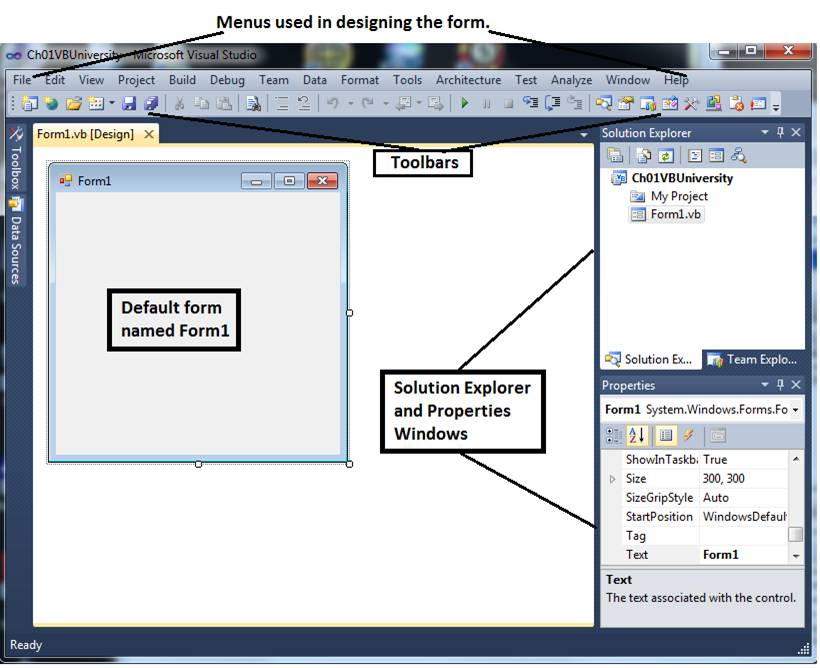 Menus used in designing the form.
Ch01VBUniversity - Microsoft Visual Studio
File Edit View Project Build Debug Team Data Format Tools Architecture Test Analyze Window Help
Form1.vb [Design]
Toolbars
Solution Explorer
Toolbox
Data Sources
Form1
Ch01VBUniversity
My Project
Form1.vb
Default form
named Form1
Solution Explorer
and Properties
Windows
Solution Ex...
Team Explo...
Properties
Form1 System.Windows.Forms.Fo
ShowInTaskba True
Size 300, 300
SizeGripStyle Auto
StartPosition WindowsDefaul
Tag
Text Form1
Text
The text associated with the control.
Ready